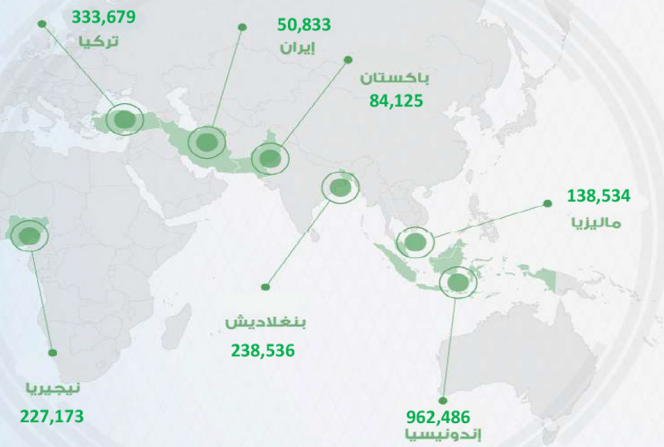 333,679
تركيا
50,833
إيران
باكستان
84,125
138,534
ماليزيا
بنغلاديش
238,536
نيجيريا
227,173
962,486
إندونيسيا